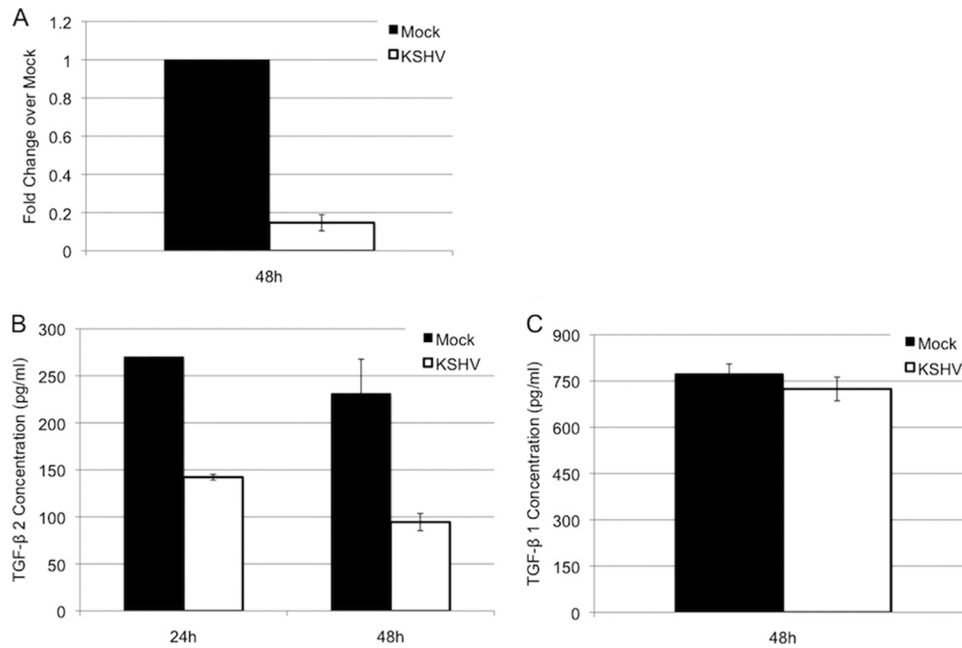 A
Fold Change over Mock
1.2
1
0.8
0.6
0.4
0.2
0
48h
Mock
KSHV
B
TGF-β 2 Concentration (pg/ml)
300
250
200
150
100
50
0
24h 48h
Mock
KSHV
C
TGF-β 1 Concentration (pg/ml)
900
750
600
450
300
150
0
48h
Mock
KSHV